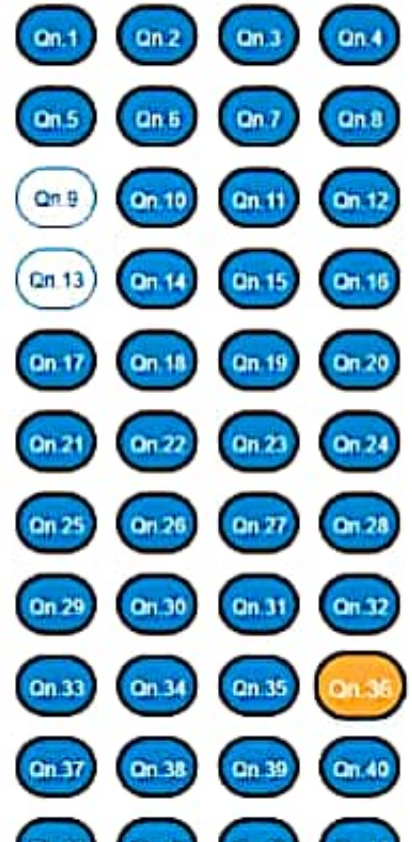 Qn.1 Qn.2 Qn.3 Qn.4
Qn.5 Qn.6 Qn.7 Qn.8
Qn.9 Qn.10 Qn.11 Qn.12
Qn.13 Qn.14 Qn.15 Qn.16
Qn.17 Qn.18 Qn.19 Qn.20
Qn.21 Qn.22 Qn.23 Qn.24
Qn.25 Qn.26 Qn.27 Qn.28
Qn.29 Qn.30 Qn.31 Qn.32
Qn.33 Qn.34 Qn.35 Qn.36
Qn.37 Qn.38 Qn.39 Qn.40